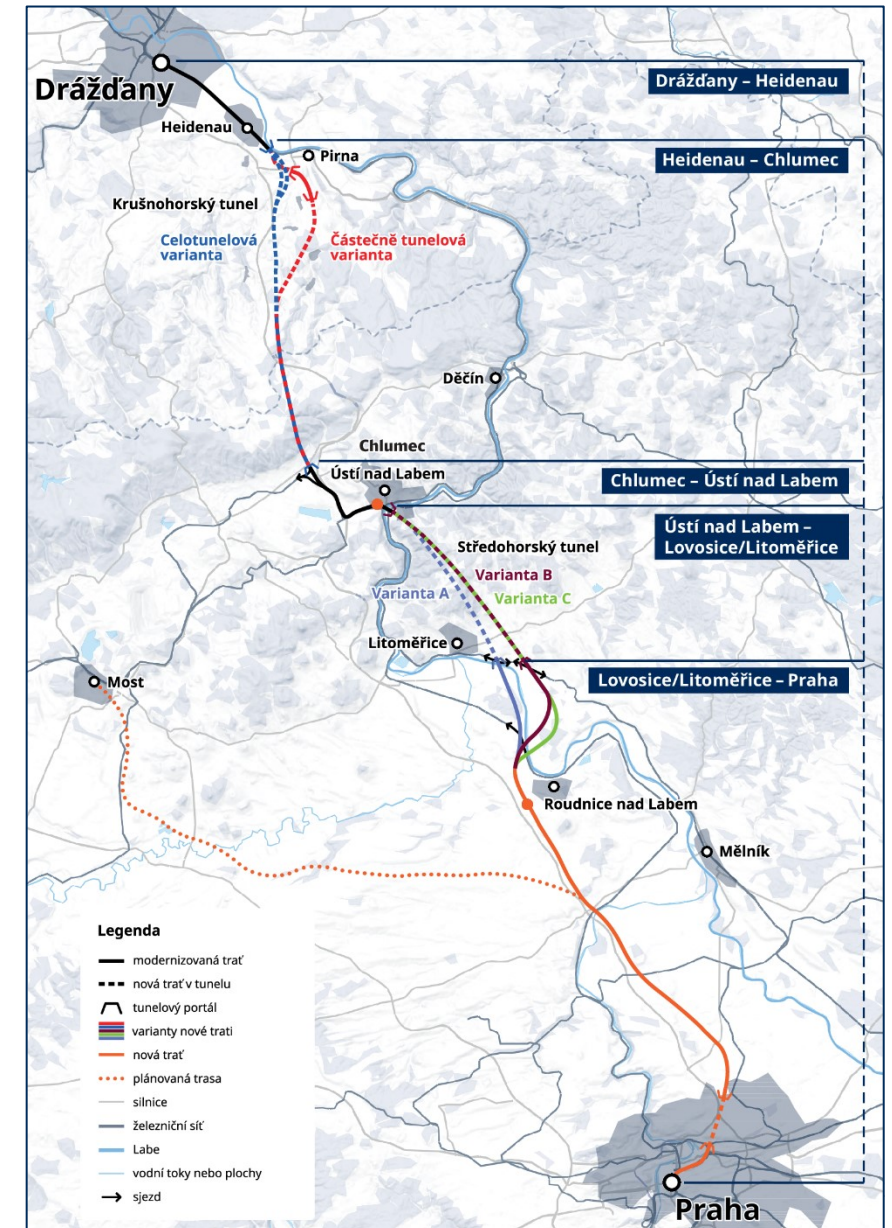 Drážďany
Drážďany – Heidenau
Heidenau
Heidenau – Chlumec
Pirna
Krušnohorský tunel
Celotunelová
varianta
Částečně tunelová
varianta
Děčín
Chlumec
Ústí nad Labem
Chlumec – Ústí nad Labem
Ústí nad Labem –
Lovosice/Litoměřice
Středohorský tunel
Varianta B
Varianta A
Varianta C
Litoměřice
Lovosice/Litoměřice – Praha
Most
Roudnice nad Labem
Mělník
Legenda
modernizovaná trať
nová trať v tunelu
tunelový portál
varianty nové trati
nová trať
plánovaná trasa
silnice
železniční síť
Labe
vodní toky nebo plochy
sjezd
Praha